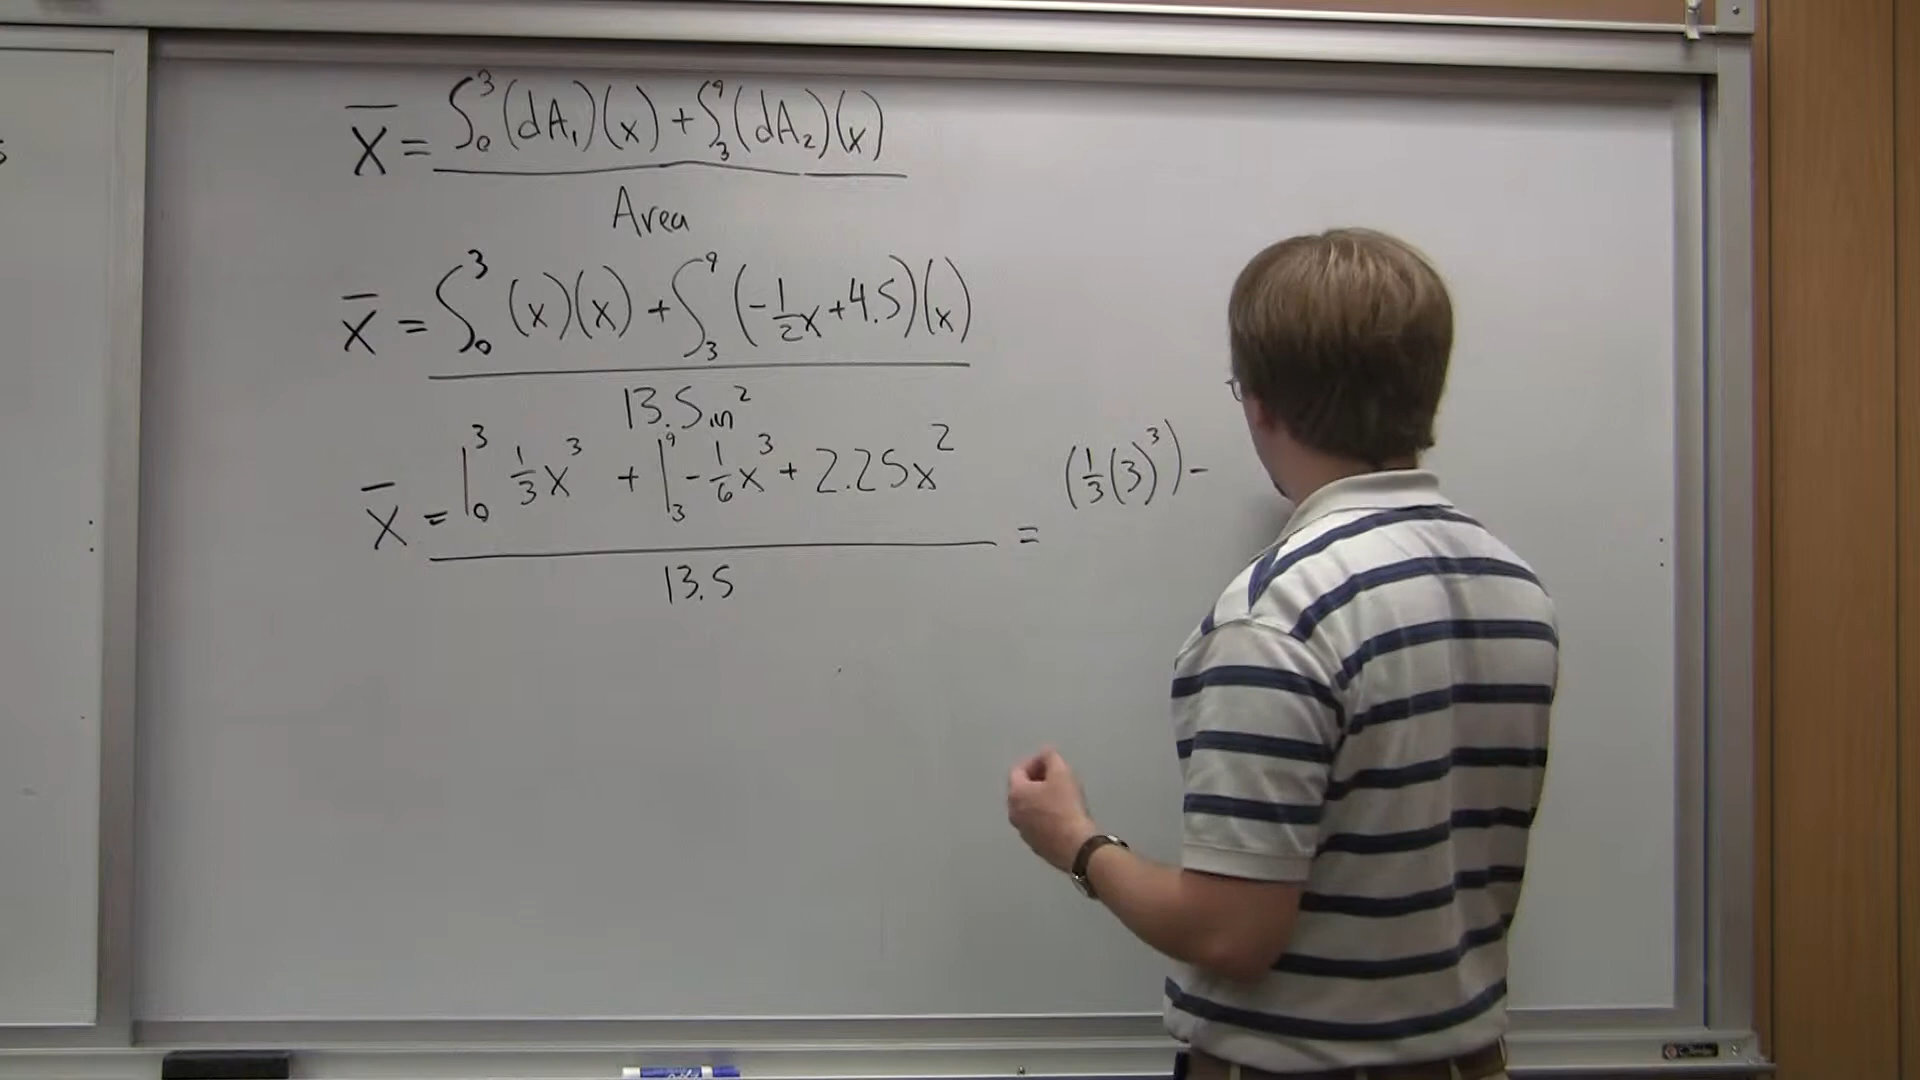 X̄ = ∫₀³ (dA₁)(x) + ∫₃⁹ (dA₂)(x)
Area
X̄ = ∫₀³ (x)(x) + ∫₃⁹ (-1/2x + 4.5)(x)
13.5 in²
X̄ = |₀³ 1/3x³ + |₃⁹ -1/6x³ + 2.25x² = (1/3(3)³) -
13.5